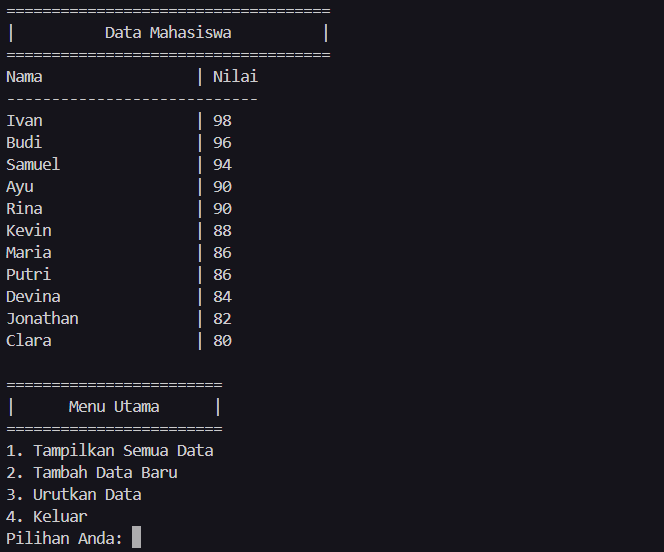 ====================================
|          Data Mahasiswa          |
====================================
Nama                 | Nilai
----------------------------
Ivan                 | 98
Budi                 | 96
Samuel               | 94
Ayu                  | 90
Rina                 | 90
Kevin                | 88
Maria                | 86
Putri                | 86
Devina               | 84
Jonathan             | 82
Clara                | 80

========================
|      Menu Utama      |
========================
1. Tampilkan Semua Data
2. Tambah Data Baru
3. Urutkan Data
4. Keluar
Pilihan Anda: